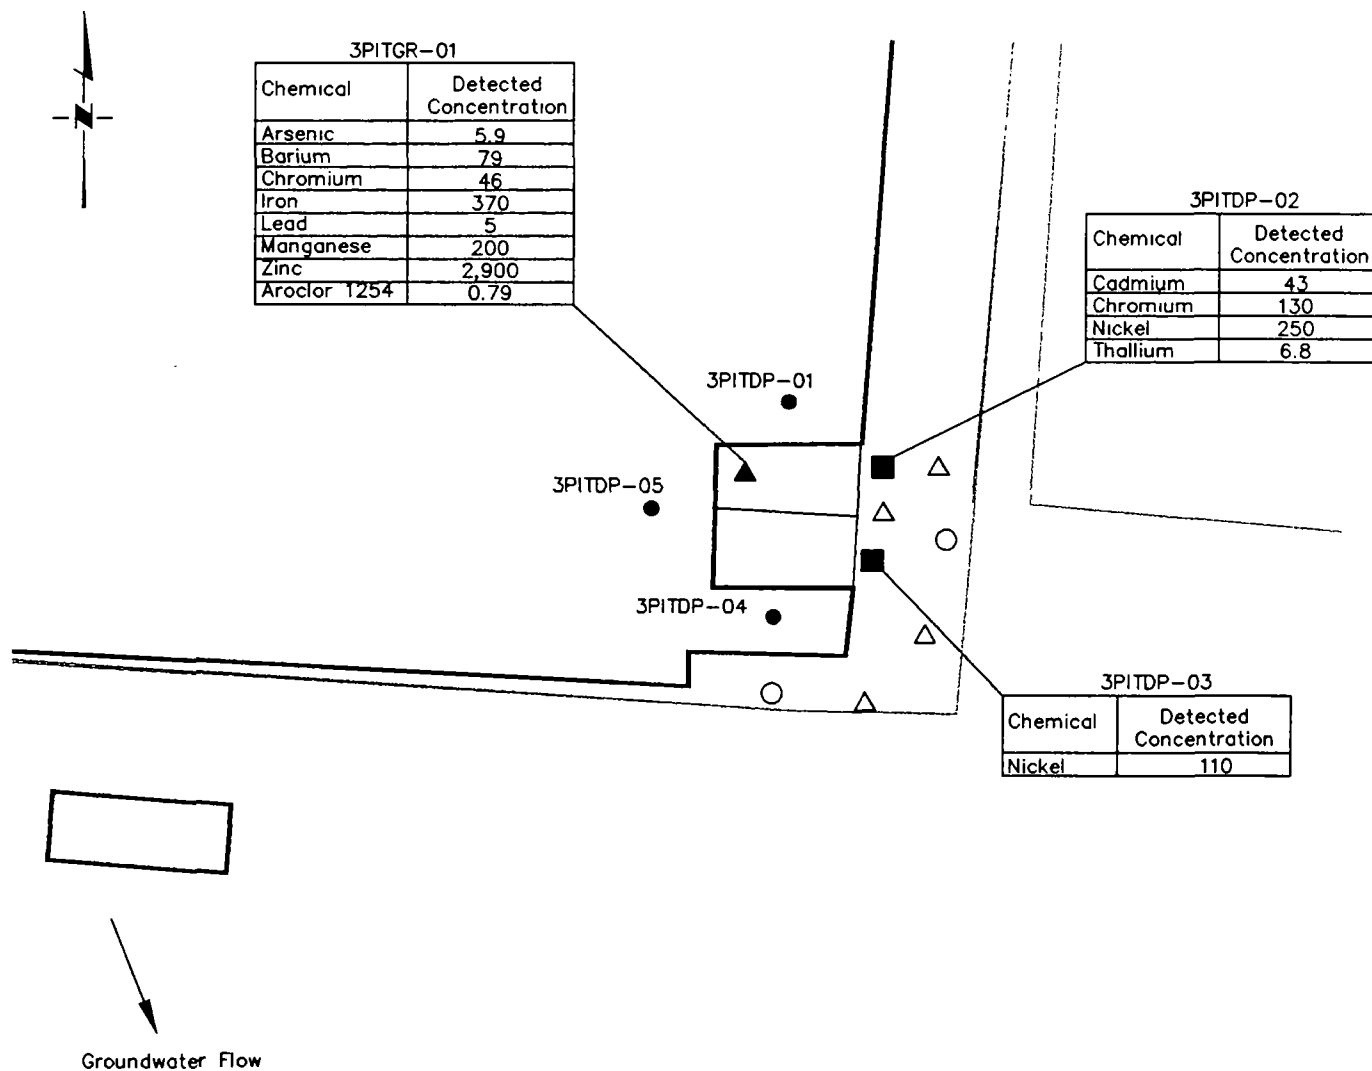 3PITGR-01
Chemical Detected Concentration
Arsenic 5.9
Barium 79
Chromium 46
Iron 370
Lead 5
Manganese 200
Zinc 2,900
Aroclor 1254 0.79
N
3PITDP-02
Chemical Detected Concentration
Cadmium 43
Chromium 130
Nickel 250
Thallium 6.8
3PITDP-01
3PITDP-05
3PITDP-04
3PITDP-03
Chemical Detected Concentration
Nickel 110
Groundwater Flow